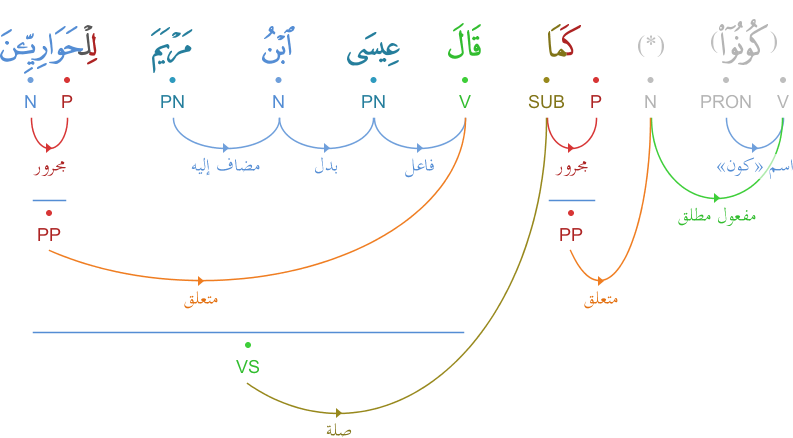 (كُونُوٓا۟) (*) كَمَا قَالَ عِيسَى ٱبْنُ مَرْيَمَ لِلْحَوَارِيِّـۧنَ
V PRON N P SUB V PN N PN P N
اسم «كون» مجرور فاعل بدل مضاف إليه مجرور
مفعول مطلق
PP PP
متعلق متعلق
VS
صلة